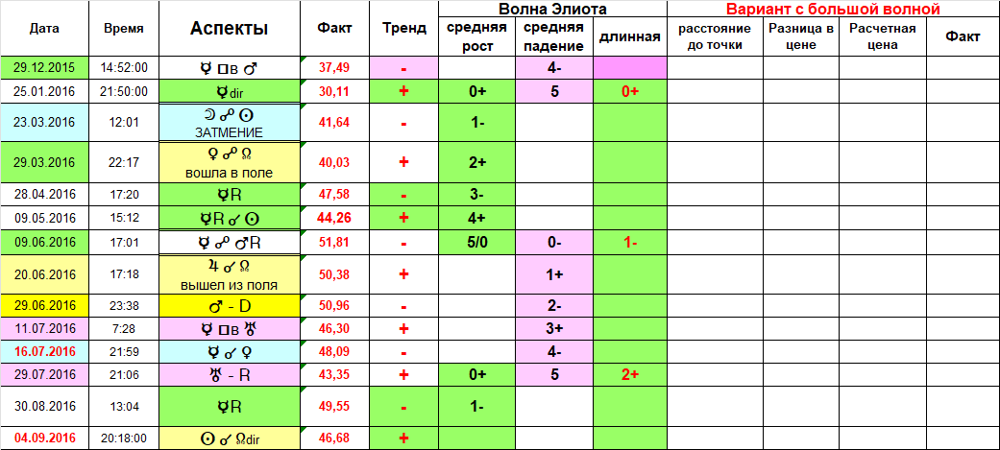 Волна Элиота Вариант с большой волной
Дата Время Аспекты Факт Тренд средняя рост средняя падение длинная расстояние до точки Разница в цене Расчетная цена Факт
29.12.2015 14:52:00 ☿ □в ♂ 37,49 - 4-
25.01.2016 21:50:00 ☿dir 30,11 + 0+ 5 0+
23.03.2016 12:01 ☽ ☍ ☉ ЗАТМЕНИЕ 41,64 - 1-
29.03.2016 22:17 ♀ ☍ ☊ вошла в поле 40,03 + 2+
28.04.2016 17:20 ☿R 47,58 - 3-
09.05.2016 15:12 ☿R ☌ ☉ 44,26 + 4+
09.06.2016 17:01 ☿ ☍ ♂R 51,81 - 5/0 0- 1-
20.06.2016 17:18 ♃ ☌ ☊ вышел из поля 50,38 + 1+
29.06.2016 23:38 ♂ - D 50,96 - 2-
11.07.2016 7:28 ☿ □в ♅ 46,30 + 3+
16.07.2016 21:59 ☿ ☌ ♀ 48,09 - 4-
29.07.2016 21:06 ♅ - R 43,35 + 0+ 5 2+
30.08.2016 13:04 ☿R 49,55 - 1-
04.09.2016 20:18:00 ☉ ☌ ☊dir 46,68 +